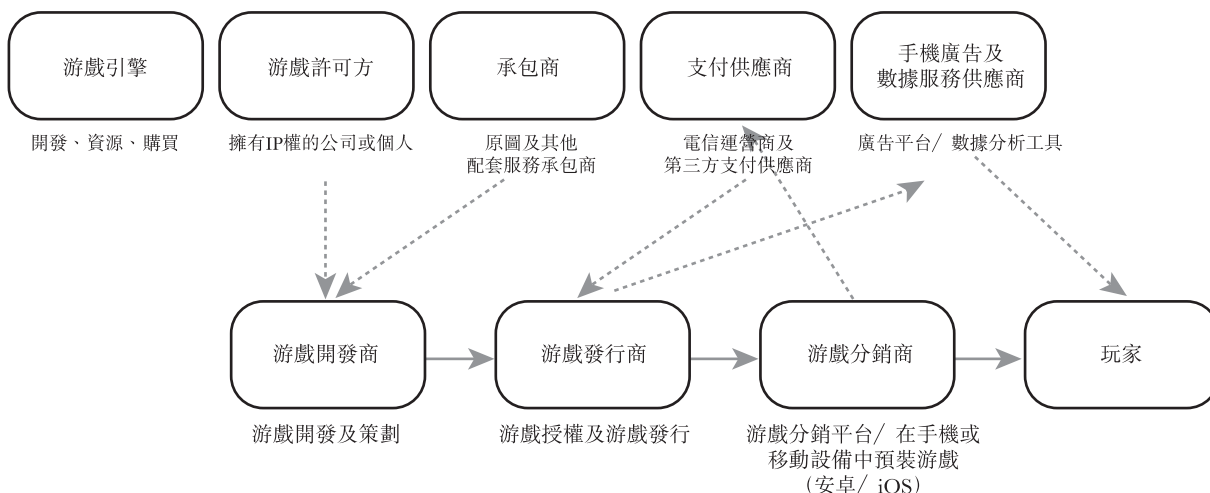 游戲引擎
游戲許可方
承包商
支付供應商
手機廣告及
數據服務供應商
開發、資源、購買
擁有IP權的公司或個人
原圖及其他
配套服務承包商
電信運營商及
第三方支付供應商
廣告平台/ 數據分析工具
游戲開發商
游戲發行商
游戲分銷商
玩家
游戲開發及策劃
游戲授權及游戲發行
游戲分銷平台/ 在手機或
移動設備中預裝游戲
(安卓/ iOS)